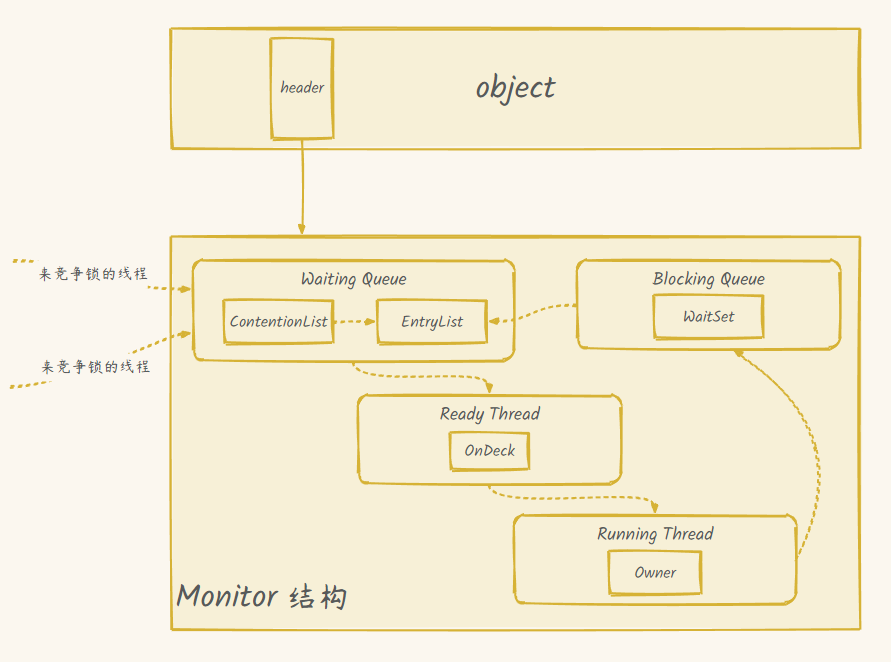 header
object
来竞争锁的线程
Waiting Queue
ContentionList
EntryList
Blocking Queue
WaitSet
来竞争锁的线程
Ready Thread
OnDeck
Running Thread
Owner
Monitor 结构